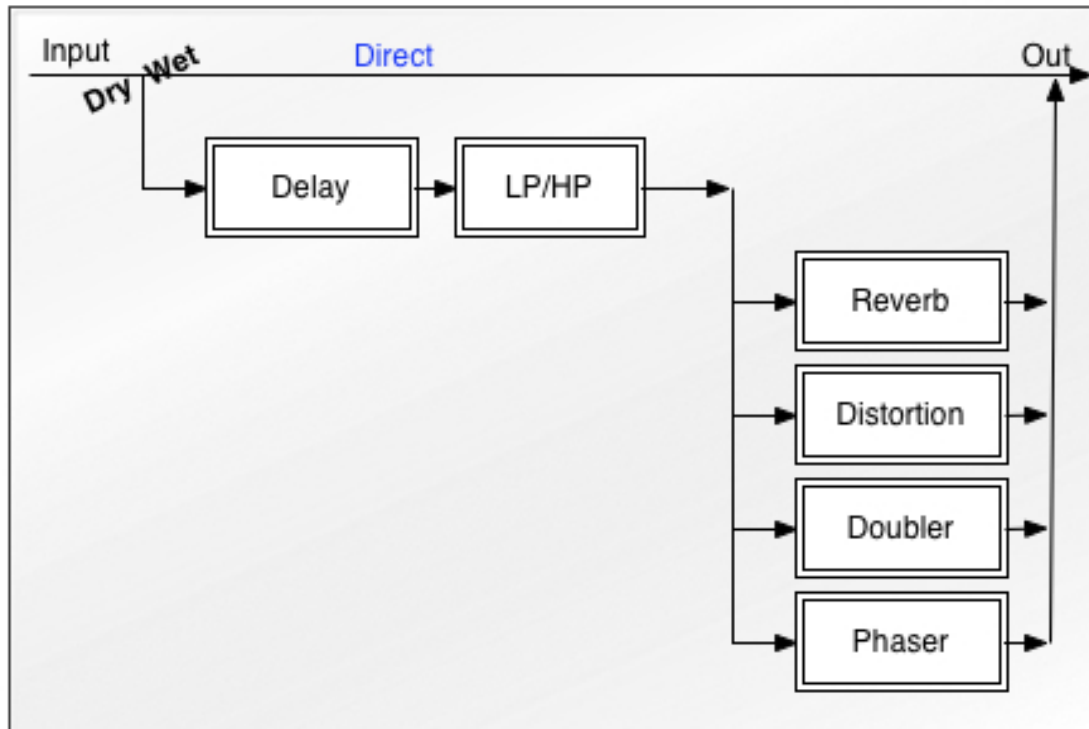 Input
Dry Wet
Direct
Out
Delay
LP/HP
Reverb
Distortion
Doubler
Phaser